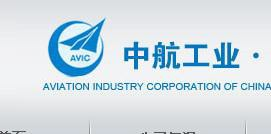 AVIC
中航工业·
AVIATION INDUSTRY CORPORATION OF CHINA